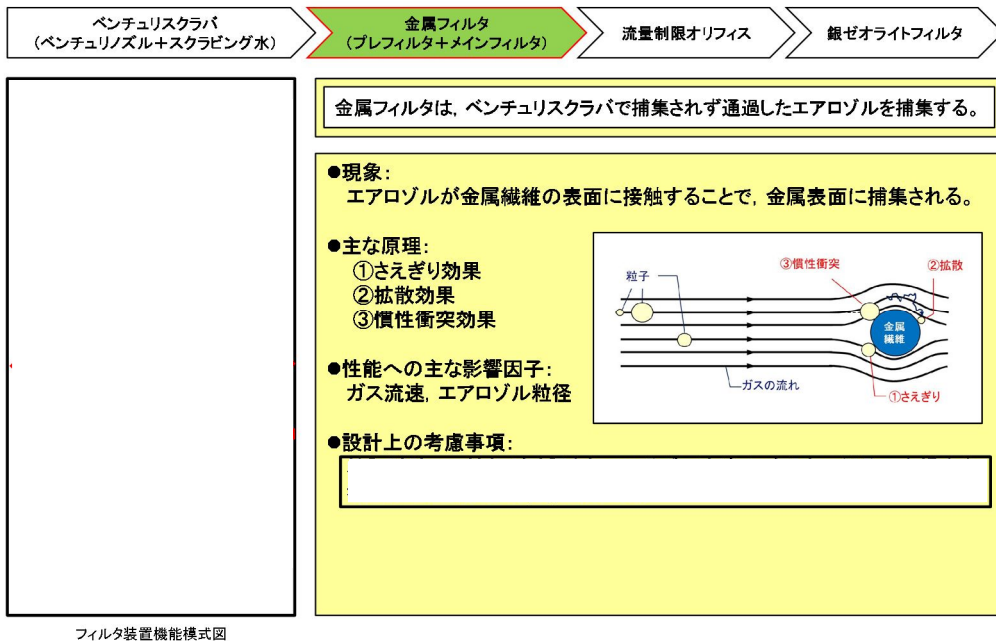 ベンチュリスクラバ
(ベンチュリノズル+スクラビング水)
金属フィルタ
(プレフィルタ+メインフィルタ)
流量制限オリフィス
銀ゼオライトフィルタ
金属フィルタは,ベンチュリスクラバで捕集されず通過したエアロゾルを捕集する。
●現象:
エアロゾルが金属繊維の表面に接触することで,金属表面に捕集される。
●主な原理:
①さえぎり効果
②拡散効果
③慣性衝突効果
粒子
③慣性衝突
②拡散
金属
繊維
ガスの流れ
①さえぎり
●性能への主な影響因子:
ガス流速,エアロゾル粒径
●設計上の考慮事項:
フィルタ装置機能模式図